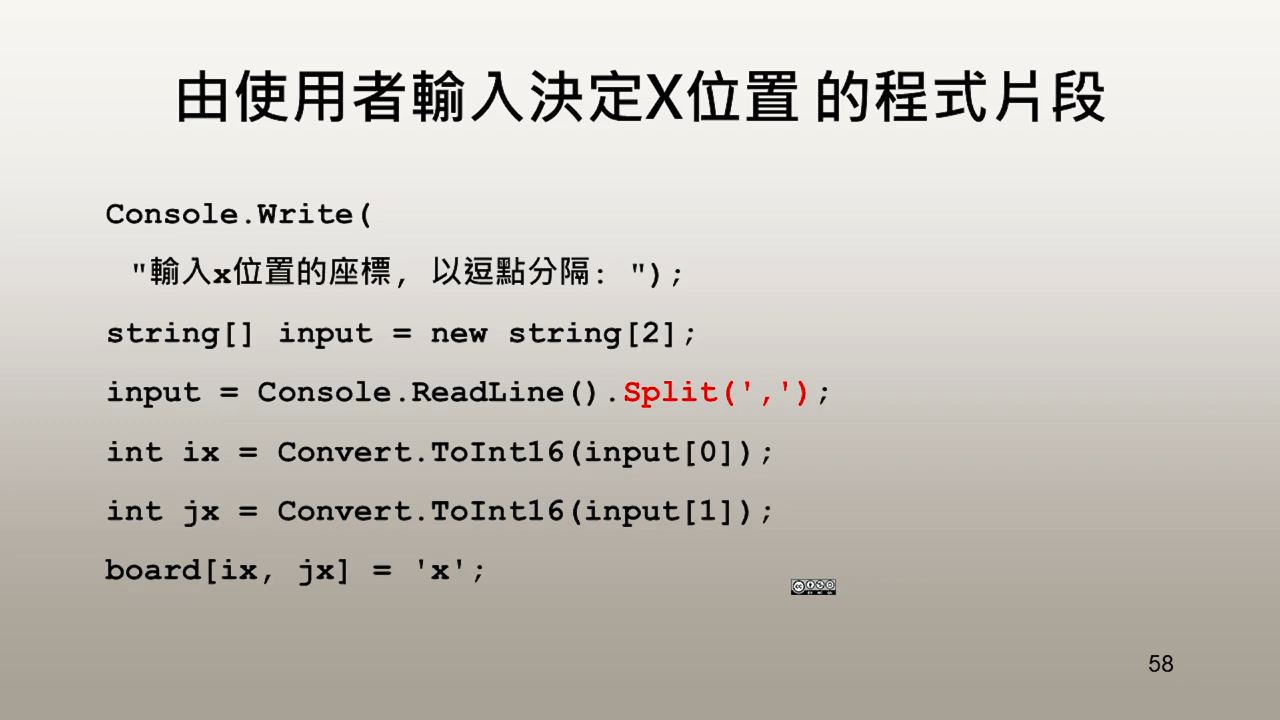 由使用者輸入決定X位置 的程式片段
Console.Write(
"輸入x位置的座標, 以逗點分隔: ");
string[] input = new string[2];
input = Console.ReadLine().Split(',');
int ix = Convert.ToInt16(input[0]);
int jx = Convert.ToInt16(input[1]);
board[ix, jx] = 'x';
58